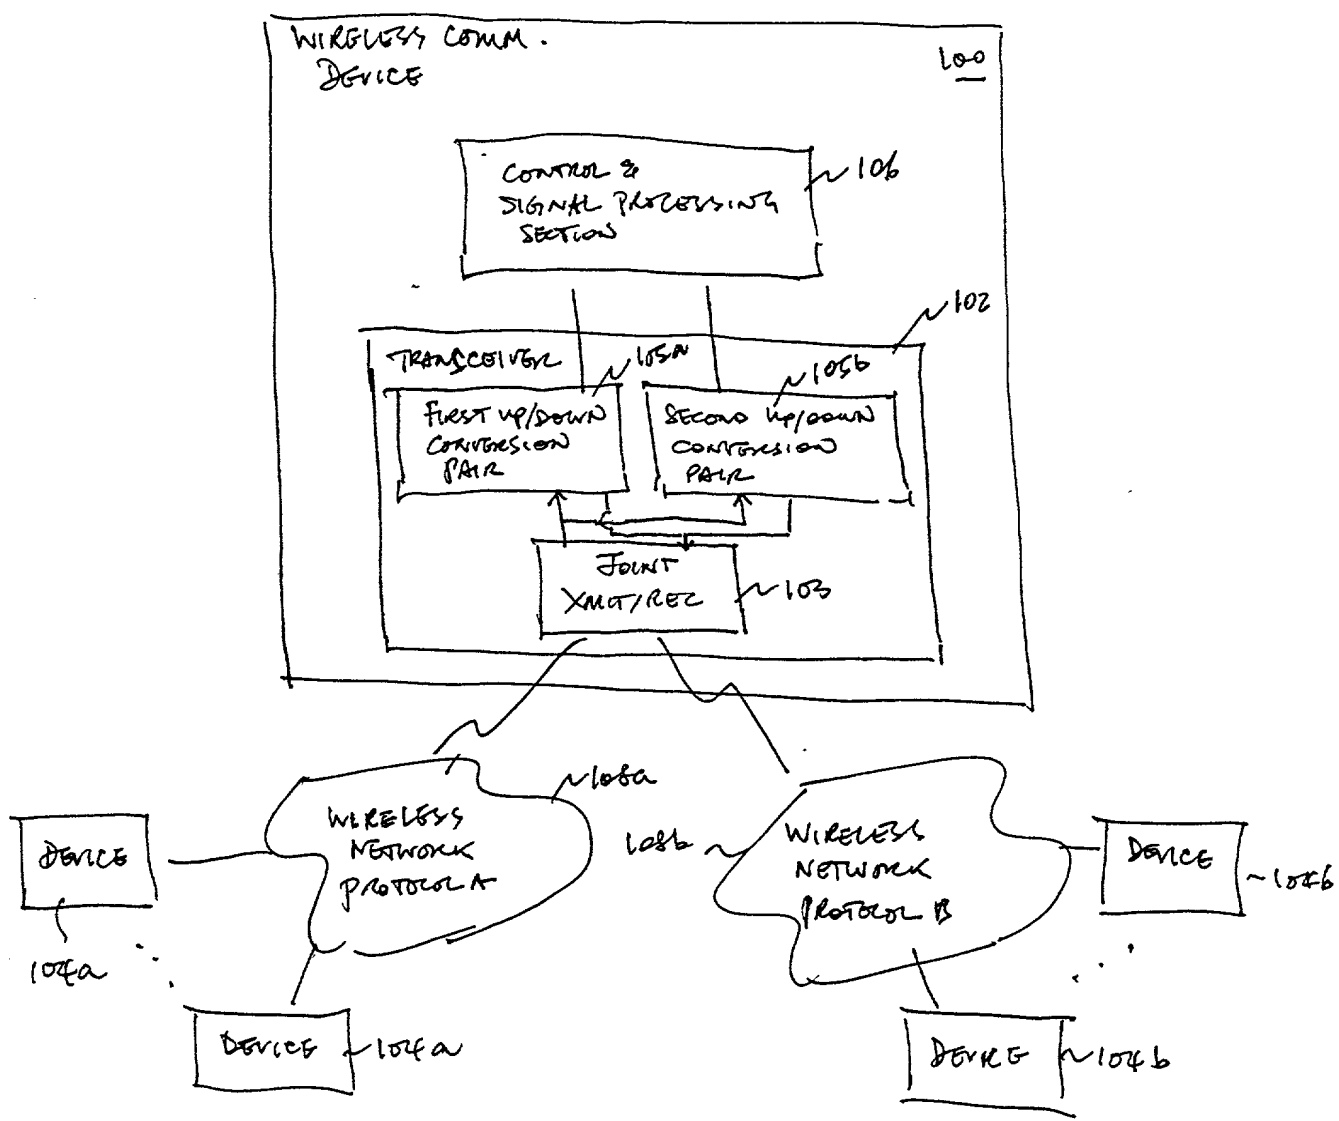 WIRELESS COMM.
DEVICE
100
CONTROL &
SIGNAL PROCESSING
SECTION
106
102
TRANSCEIVER
105a
105b
FIRST UP/DOWN
CONVERSION
PAIR
SECOND UP/DOWN
CONVERSION
PAIR
JOINT
XMIT/REC
103
108a
WIRELESS
NETWORK
PROTOCOL A
108b
WIRELESS
NETWORK
PROTOCOL B
DEVICE
104a
DEVICE
104b
DEVICE
104a
DEVICE
104b